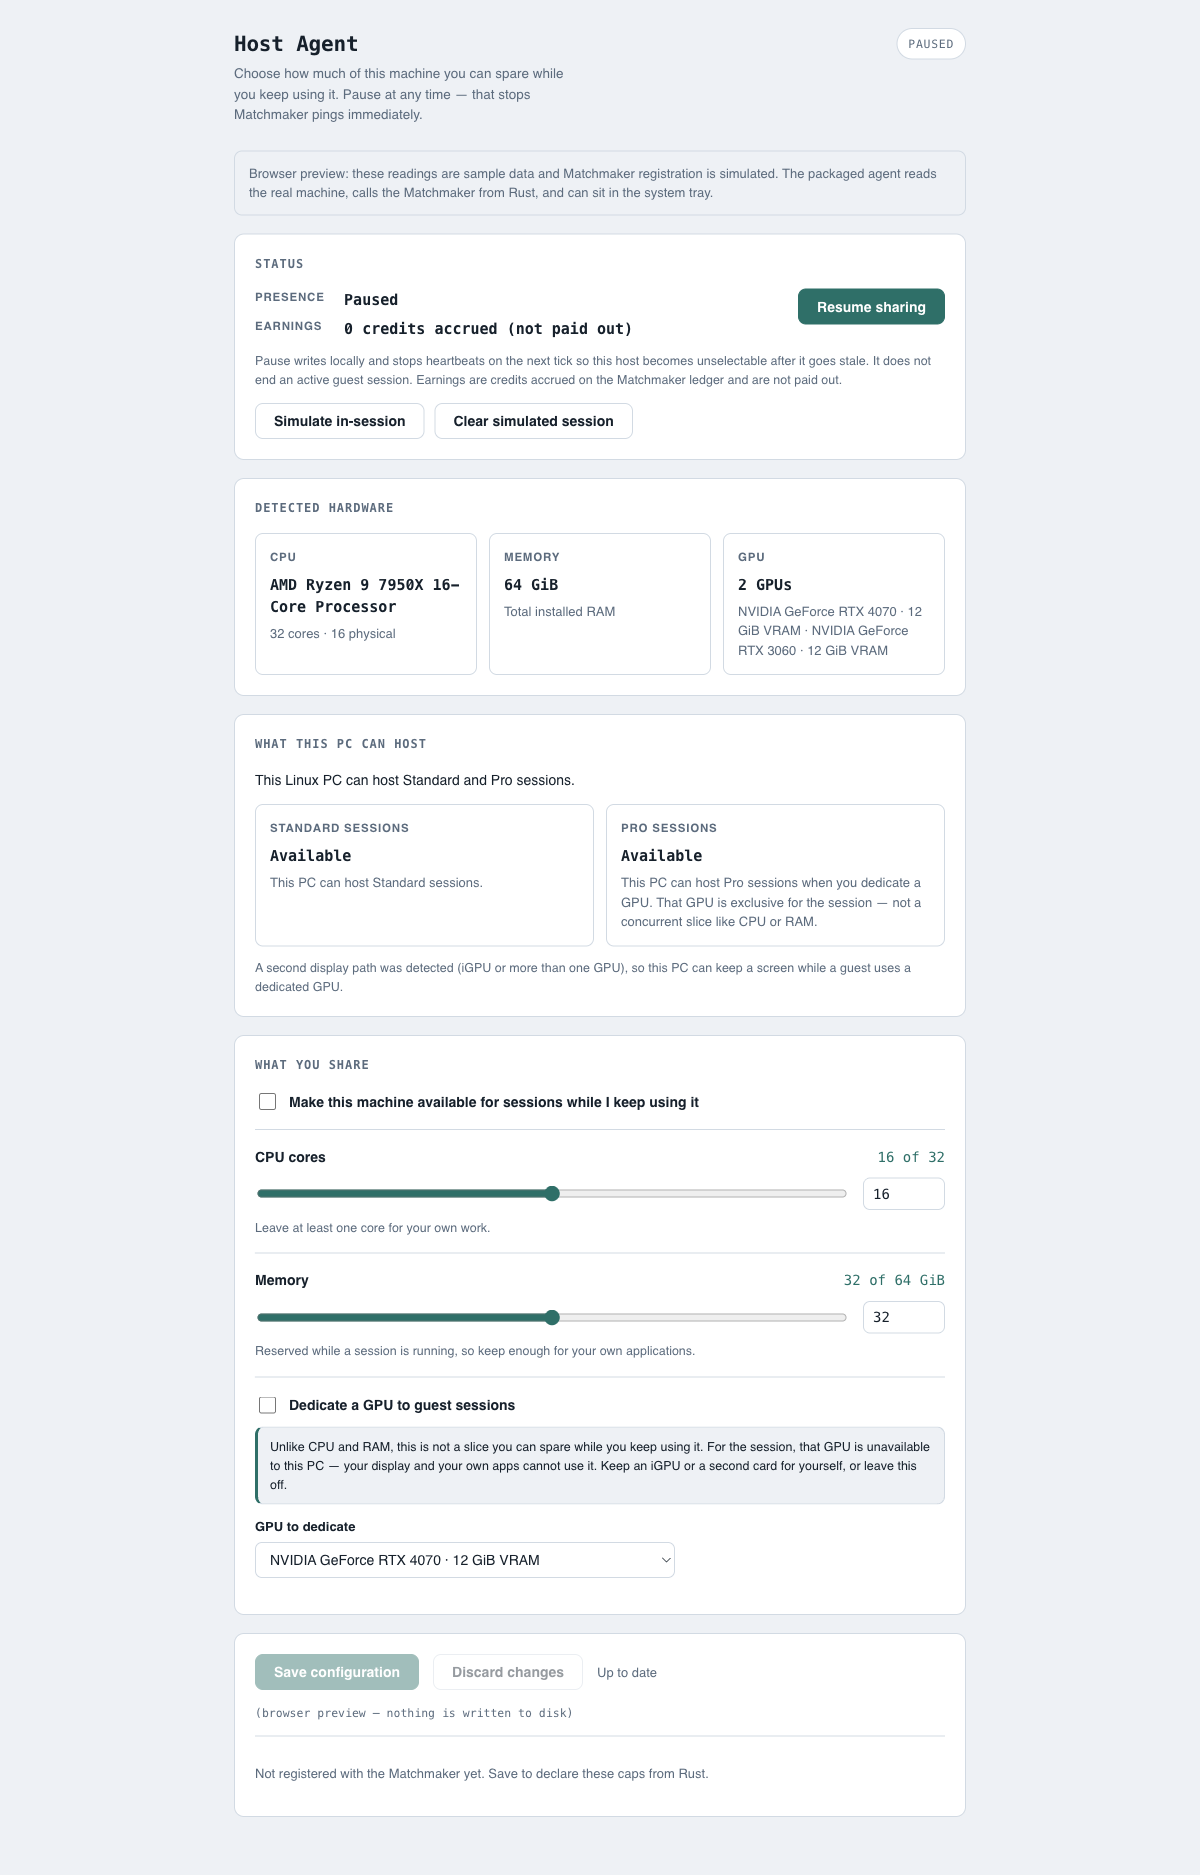 Host Agent
PAUSED
Choose how much of this machine you can spare while
you keep using it. Pause at any time — that stops
Matchmaker pings immediately.
Browser preview: these readings are sample data and Matchmaker registration is simulated. The packaged agent reads
the real machine, calls the Matchmaker from Rust, and can sit in the system tray.
STATUS
PRESENCE Paused
Resume sharing
EARNINGS 0 credits accrued (not paid out)
Pause writes locally and stops heartbeats on the next tick so this host becomes unselectable after it goes stale. It does not
end an active guest session. Earnings are credits accrued on the Matchmaker ledger and are not paid out.
Simulate in-session Clear simulated session
DETECTED HARDWARE
CPU
AMD Ryzen 9 7950X 16-
Core Processor
32 cores · 16 physical
MEMORY
64 GiB
Total installed RAM
GPU
2 GPUs
NVIDIA GeForce RTX 4070 · 12
GiB VRAM · NVIDIA GeForce
RTX 3060 · 12 GiB VRAM
WHAT THIS PC CAN HOST
This Linux PC can host Standard and Pro sessions.
STANDARD SESSIONS
Available
This PC can host Standard sessions.
PRO SESSIONS
Available
This PC can host Pro sessions when you dedicate a
GPU. That GPU is exclusive for the session — not a
concurrent slice like CPU or RAM.
A second display path was detected (iGPU or more than one GPU), so this PC can keep a screen while a guest uses a
dedicated GPU.
WHAT YOU SHARE
Make this machine available for sessions while I keep using it
CPU cores 16 of 32
16
Leave at least one core for your own work.
Memory 32 of 64 GiB
32
Reserved while a session is running, so keep enough for your own applications.
Dedicate a GPU to guest sessions
Unlike CPU and RAM, this is not a slice you can spare while you keep using it. For the session, that GPU is unavailable
to this PC — your display and your own apps cannot use it. Keep an iGPU or a second card for yourself, or leave this
off.
GPU to dedicate
NVIDIA GeForce RTX 4070 · 12 GiB VRAM
Save configuration Discard changes Up to date
(browser preview — nothing is written to disk)
Not registered with the Matchmaker yet. Save to declare these caps from Rust.